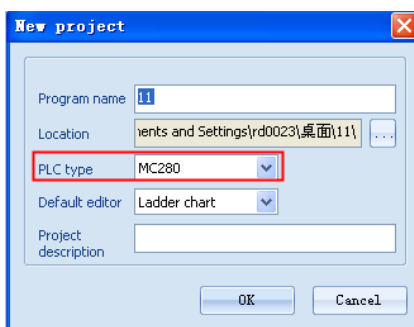 New project
Program name 11
Location ents and Settings\rd0023\桌面\11\ ...
PLC type MC280
Default editor Ladder chart
Project
description
OK Cancel